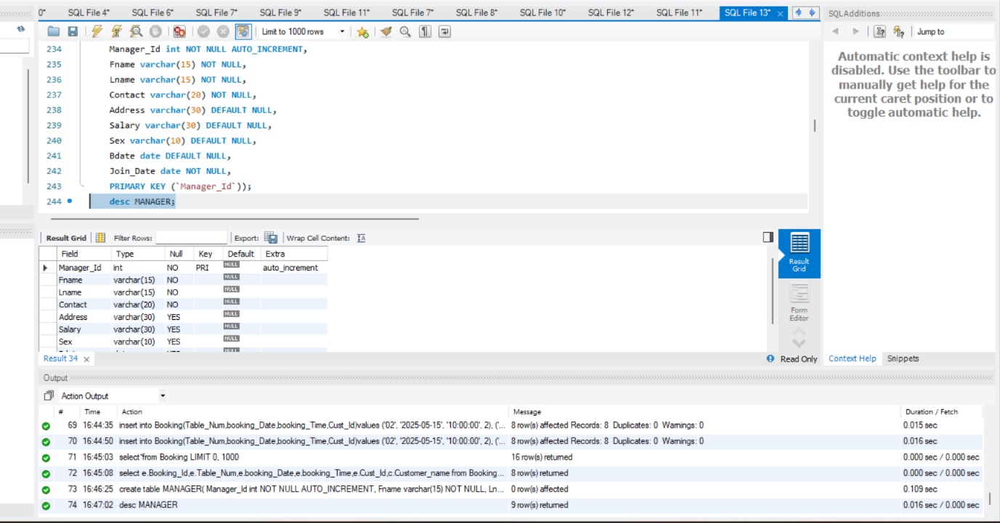 0* SQL File 4* SQL File 6* SQL File 7* SQL File 9* SQL File 11* SQL File 7* SQL File 8* SQL File 10* SQL File 12* SQL File 11* SQL File 13* ×
SQLAdditions
Limit to 1000 rows
Jump to
234 Manager_Id int NOT NULL AUTO_INCREMENT,
235 Fname varchar(15) NOT NULL,
236 Lname varchar(15) NOT NULL,
237 Contact varchar(20) NOT NULL,
238 Address varchar(30) DEFAULT NULL,
239 Salary varchar(30) DEFAULT NULL,
240 Sex varchar(10) DEFAULT NULL,
241 Bdate date DEFAULT NULL,
242 Join_Date date NOT NULL,
243 PRIMARY KEY (`Manager_Id`));
244 desc MANAGER;
Automatic context help is
disabled. Use the toolbar to
manually get help for the
current caret position or to
toggle automatic help.
Result Grid Filter Rows: Export: Wrap Cell Content:
Field Type Null Key Default Extra
Manager_Id int NO PRI NULL auto_increment
Fname varchar(15) NO NULL
Lname varchar(15) NO NULL
Contact varchar(20) NO NULL
Address varchar(30) YES NULL
Salary varchar(30) YES NULL
Sex varchar(10) YES NULL
Result
Grid
Form
Editor
Result 34 ×
Read Only
Context Help Snippets
Output
Action Output
# Time Action Message Duration / Fetch
69 16:44:35 insert into Booking(Table_Num,booking_Date,booking_Time,Cust_Id)values ('02', '2025-05-15', '10:00:00', 2), ('... 8 row(s) affected Records: 8 Duplicates: 0 Warnings: 0 0.015 sec
70 16:44:50 insert into Booking(Table_Num,booking_Date,booking_Time,Cust_Id)values ('02', '2025-05-15', '10:00:00', 2), ('... 8 row(s) affected Records: 8 Duplicates: 0 Warnings: 0 0.016 sec
71 16:45:03 select*from Booking LIMIT 0, 1000 16 row(s) returned 0.000 sec / 0.000 sec
72 16:45:08 select e.Booking_Id,e.Table_Num,e.booking_Date,e.booking_Time,e.Cust_Id,c.Customer_name from Booking... 8 row(s) returned 0.000 sec / 0.000 sec
73 16:46:25 create table MANAGER( Manager_Id int NOT NULL AUTO_INCREMENT, Fname varchar(15) NOT NULL, Ln... 0 row(s) affected 0.109 sec
74 16:47:02 desc MANAGER 9 row(s) returned 0.016 sec / 0.000 sec